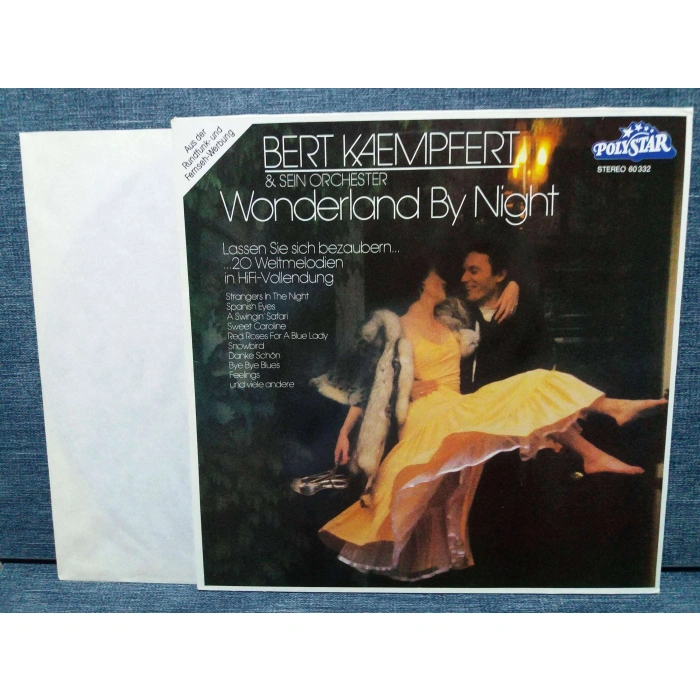 Aus der
Rundfunk- und
Fernseh-Werbung
BERT KAEMPFERT
& SEIN ORCHESTER
Wonderland By Night
POLYSTAR
STEREO 60 332
Lassen Sie sich bezaubern...
...20 Weltmelodien
in HiFi-Vollendung
Strangers In The Night
Spanish Eyes
A Swingin' Safari
Sweet Caroline
Red Roses For A Blue Lady
Snowbird
Danke Schön
Bye Bye Blues
Feelings
und viele andere